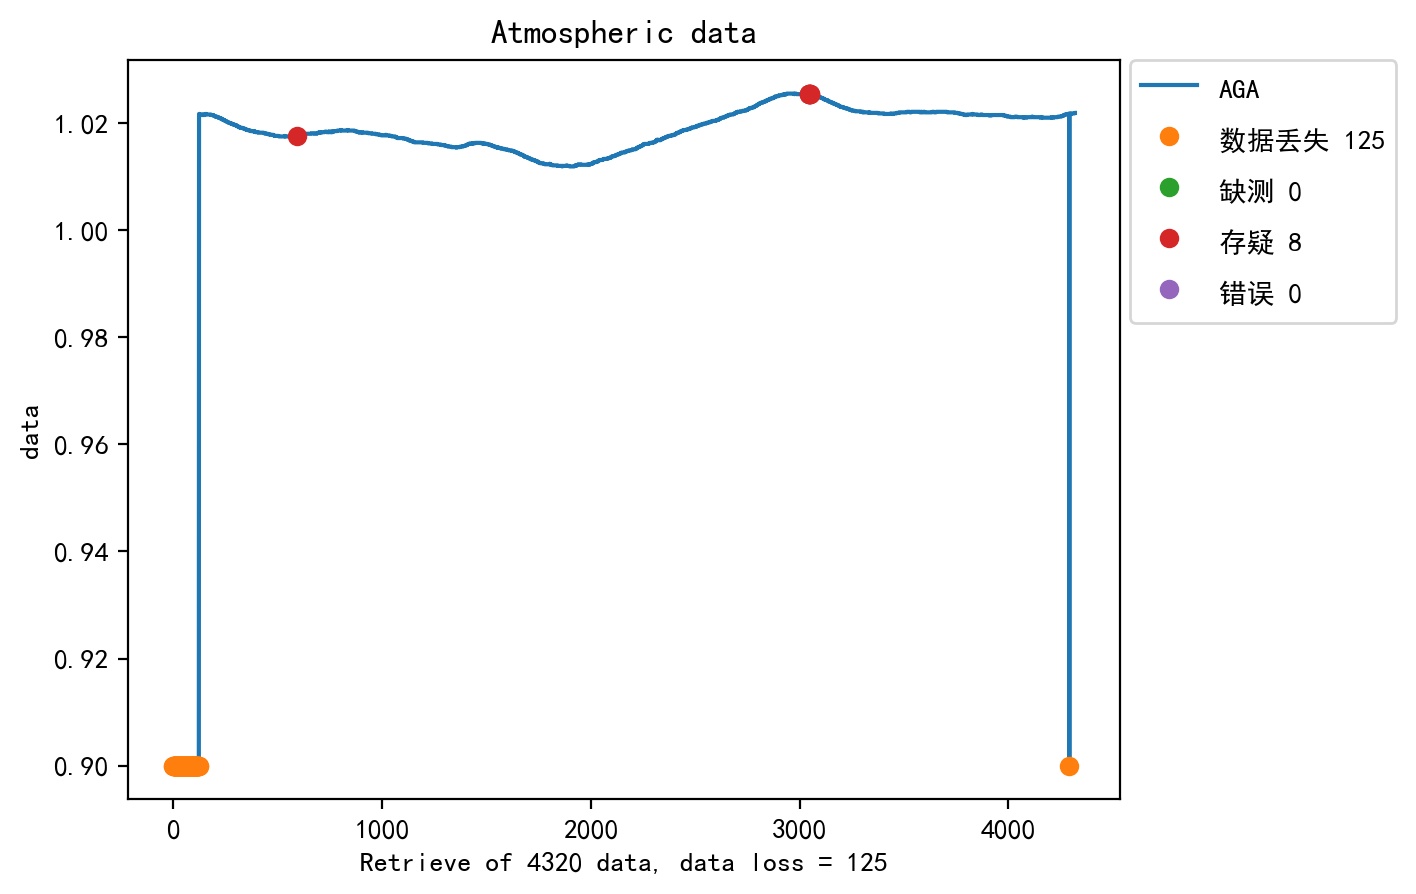 Atmospheric data
AGA
数据丢失 125
缺测 0
存疑 8
错误 0
data
1.02
1.00
0.98
0.96
0.94
0.92
0.90
0
1000
2000
3000
4000
Retrieve of 4320 data, data loss = 125